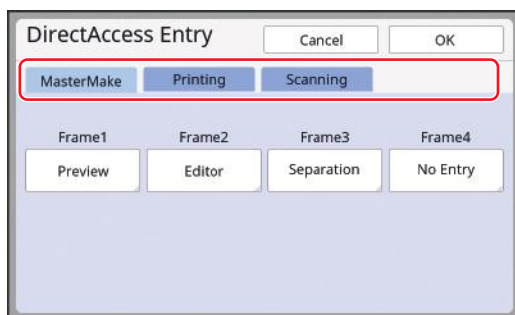 DirectAccess Entry Cancel OK
MasterMake Printing Scanning
Frame1 Frame2 Frame3 Frame4
Preview Editor Separation No Entry